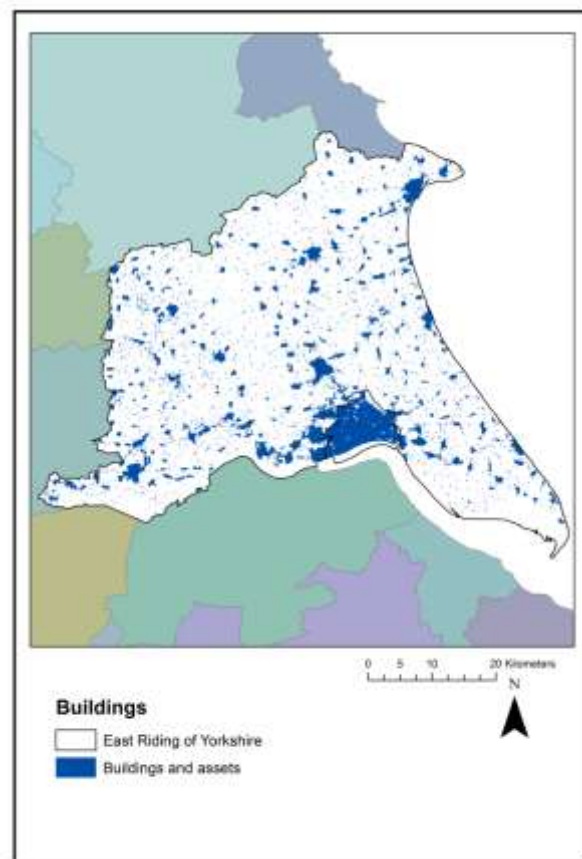 0 5 10 20 Kilometers
N
Buildings
East Riding of Yorkshire
Buildings and assets